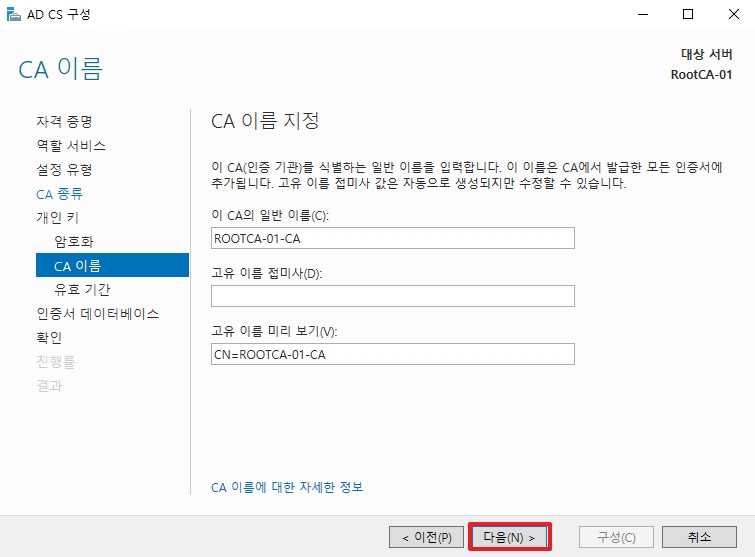 AD CS 구성
CA 이름
대상 서버
RootCA-01
자격 증명
역할 서비스
설정 유형
CA 종류
개인 키
암호화
CA 이름
유효 기간
인증서 데이터베이스
확인
진행률
결과
CA 이름 지정
이 CA(인증 기관)를 식별하는 일반 이름을 입력합니다. 이 이름은 CA에서 발급한 모든 인증서에
추가됩니다. 고유 이름 접미사 값은 자동으로 생성되지만 수정할 수 있습니다.
이 CA의 일반 이름(C):
ROOTCA-01-CA
고유 이름 접미사(D):
고유 이름 미리 보기(V):
CN=ROOTCA-01-CA
CA 이름에 대한 자세한 정보
< 이전(P)
다음(N) >
구성(C)
취소